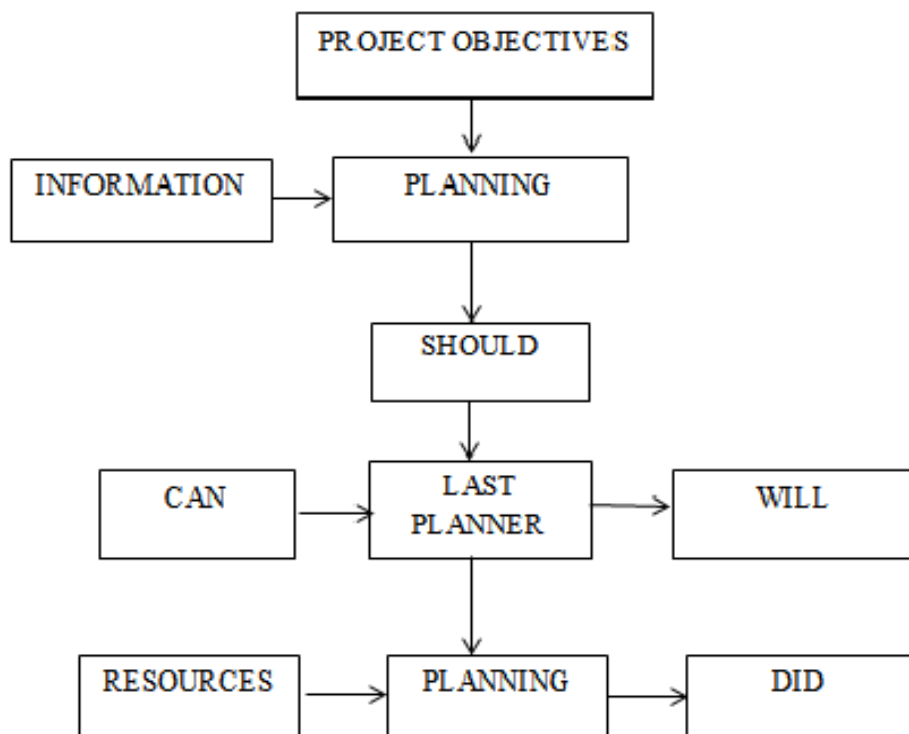 PROJECT OBJECTIVES
INFORMATION
PLANNING
SHOULD
CAN
LAST
PLANNER
WILL
RESOURCES
PLANNING
DID